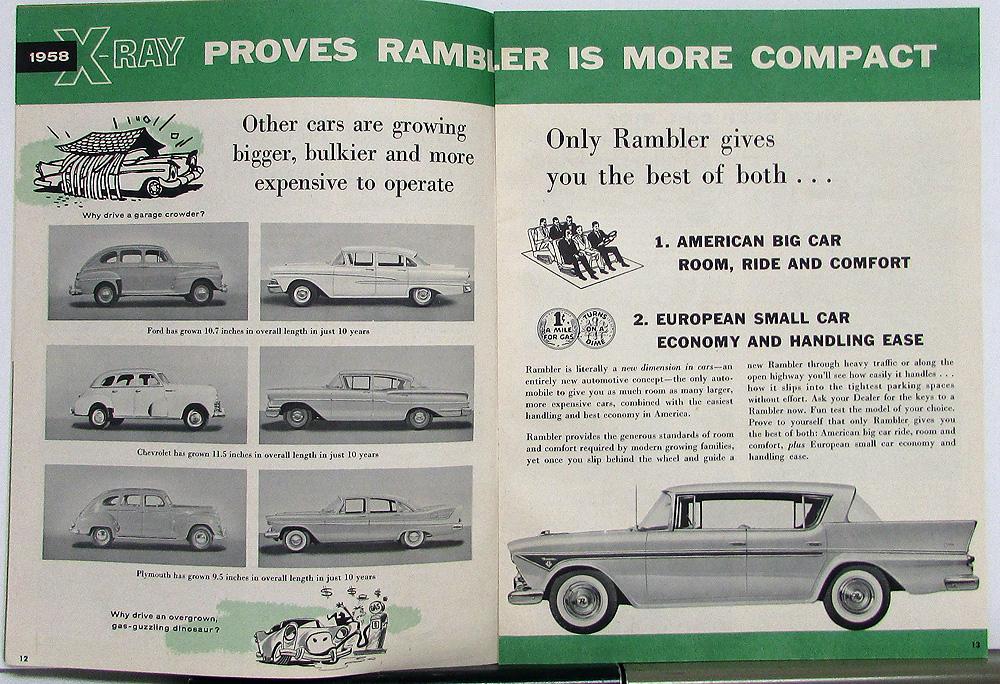 1958 X-RAY PROVES RAMBLER IS MORE COMPACT
Other cars are growing
bigger, bulkier and more
expensive to operate
Why drive a garage crowder?
Ford has grown 10.7 inches in overall length in just 10 years
Chevrolet has grown 11.5 inches in overall length in just 10 years
Plymouth has grown 9.5 inches in overall length in just 10 years
Why drive an overgrown,
gas-guzzling dinosaur?
GAS
12
Only Rambler gives
you the best of both . . .
1. AMERICAN BIG CAR
ROOM, RIDE AND COMFORT
1¢
A MILE
FOR GAS
TURNS
ON A
DIME
2. EUROPEAN SMALL CAR
ECONOMY AND HANDLING EASE
Rambler is literally a new dimension in cars—an
entirely new automotive concept—the only auto-
mobile to give you as much room as many larger,
more expensive cars, combined with the easiest
handling and best economy in America.
Rambler provides the generous standards of room
and comfort required by modern growing families,
yet once you slip behind the wheel and guide a
new Rambler through heavy traffic or along the
open highway you'll see how easily it handles . . .
how it slips into the tightest parking spaces
without effort. Ask your Dealer for the keys to a
Rambler now. Fun test the model of your choice.
Prove to yourself that only Rambler gives you
the best of both: American big car ride, room and
comfort, plus European small car economy and
handling ease.
13